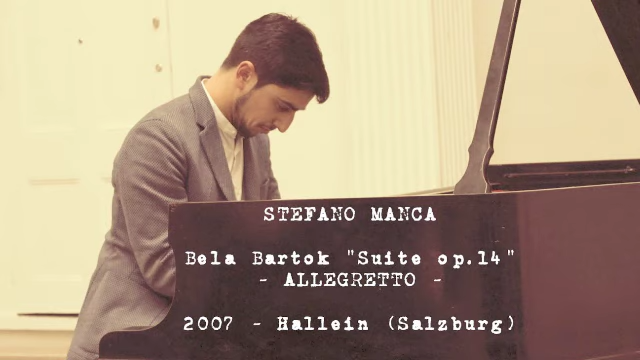 STEFANO MANCA
Bela Bartok "Suite op.14"
- ALLEGRETTO -
2007 - Hallein (Salzburg)